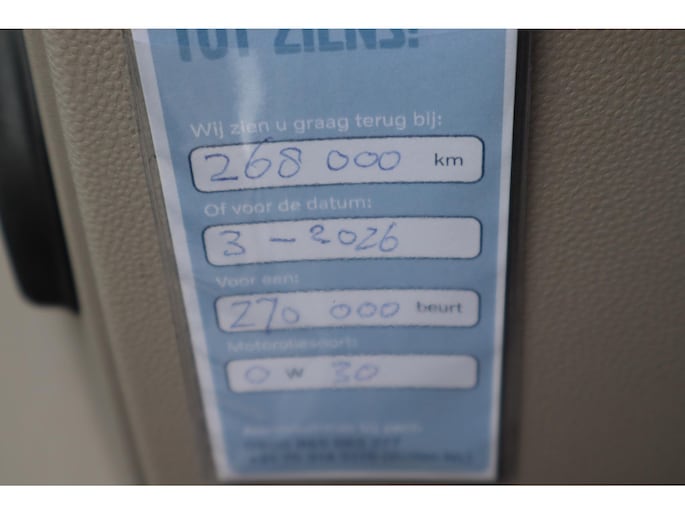 TOT ZIENS!
Wij zien u graag terug bij:
268 000 km
Of voor de datum:
3 - 2026
Voor een:
270 000 beurt
Motoroliesoort:
0 W 30